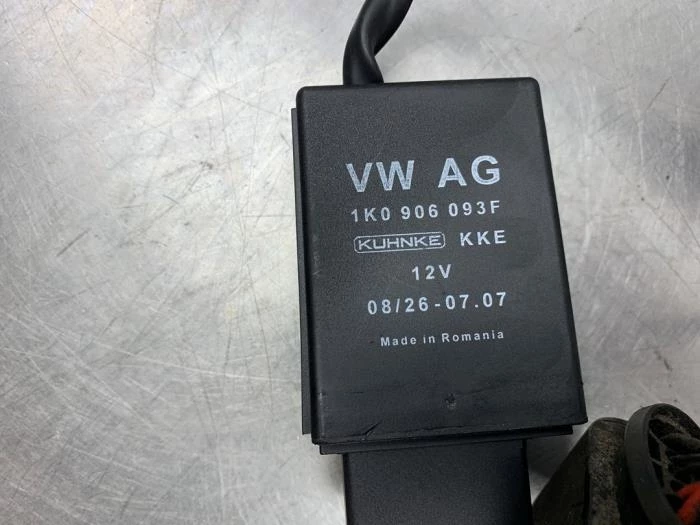 VW AG
1K0 906 093F
KUHNKE KKE
12V
08/26-07.07
Made in Romania